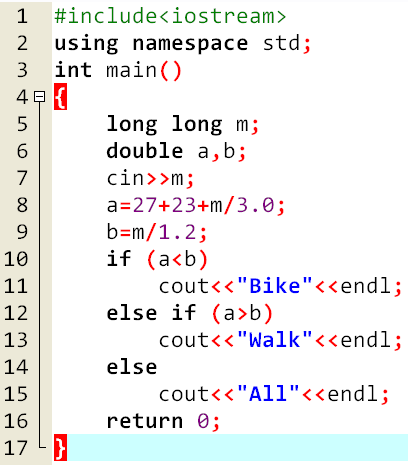 1 #include<iostream>
2 using namespace std;
3 int main()
4 {
5 long long m;
6 double a,b;
7 cin>>m;
8 a=27+23+m/3.0;
9 b=m/1.2;
10 if (a<b)
11 cout<<"Bike"<<endl;
12 else if (a>b)
13 cout<<"Walk"<<endl;
14 else
15 cout<<"All"<<endl;
16 return 0;
17 }